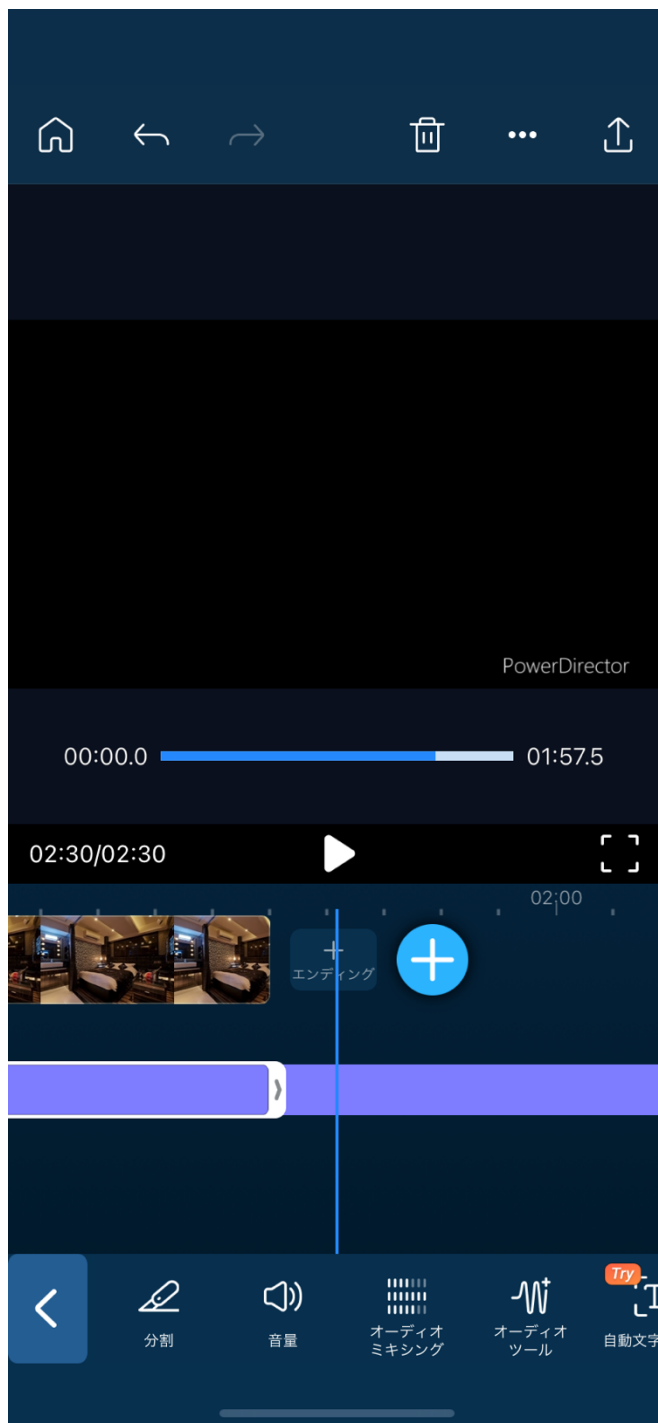 PowerDirector
00:00.0
01:57.5
02:30/02:30
02:00
エンディング
分割
音量
オーディオ
ミキシング
オーディオ
ツール
Try
自動文字